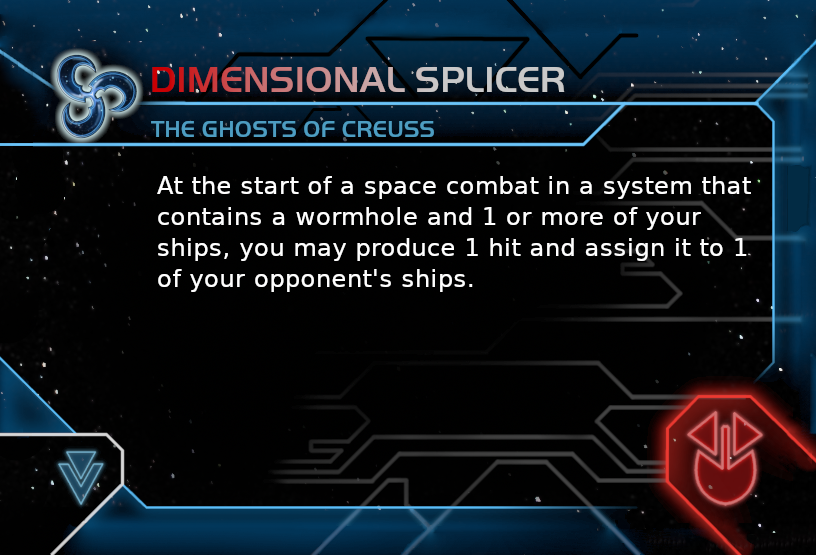 DIMENSIONAL SPLICER
THE GHOSTS OF CREUSS
At the start of a space combat in a system that
contains a wormhole and 1 or more of your
ships, you may produce 1 hit and assign it to 1
of your opponent's ships.